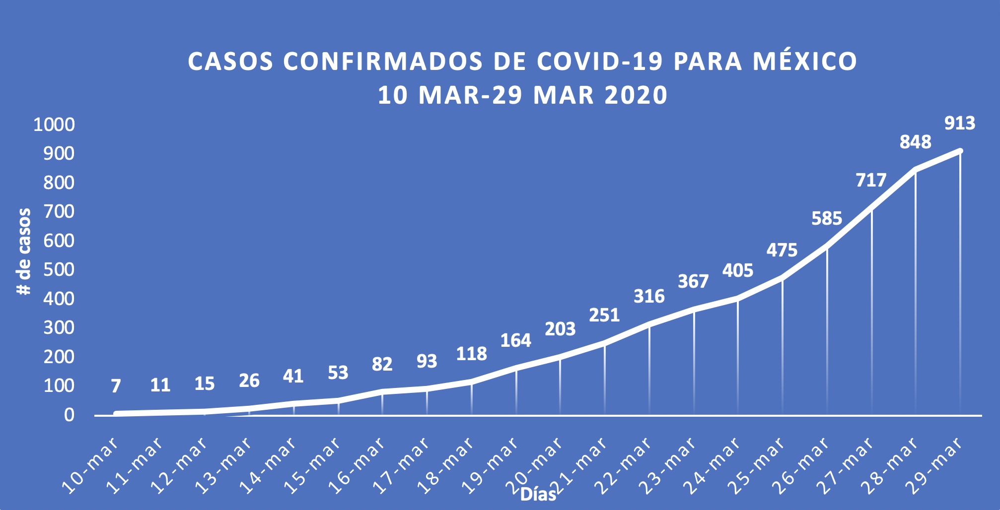 CASOS CONFIRMADOS DE COVID-19 PARA MÉXICO
10 MAR-29 MAR 2020
# de casos
1000
900
800
700
600
500
400
300
200
100
0
7
11
15
26
41
53
82
93
118
164
203
251
316
367
405
475
585
717
848
913
10-mar
11-mar
12-mar
13-mar
14-mar
15-mar
16-mar
17-mar
18-mar
19-mar
20-mar
21-mar
22-mar
23-mar
24-mar
25-mar
26-mar
27-mar
28-mar
29-mar
Días